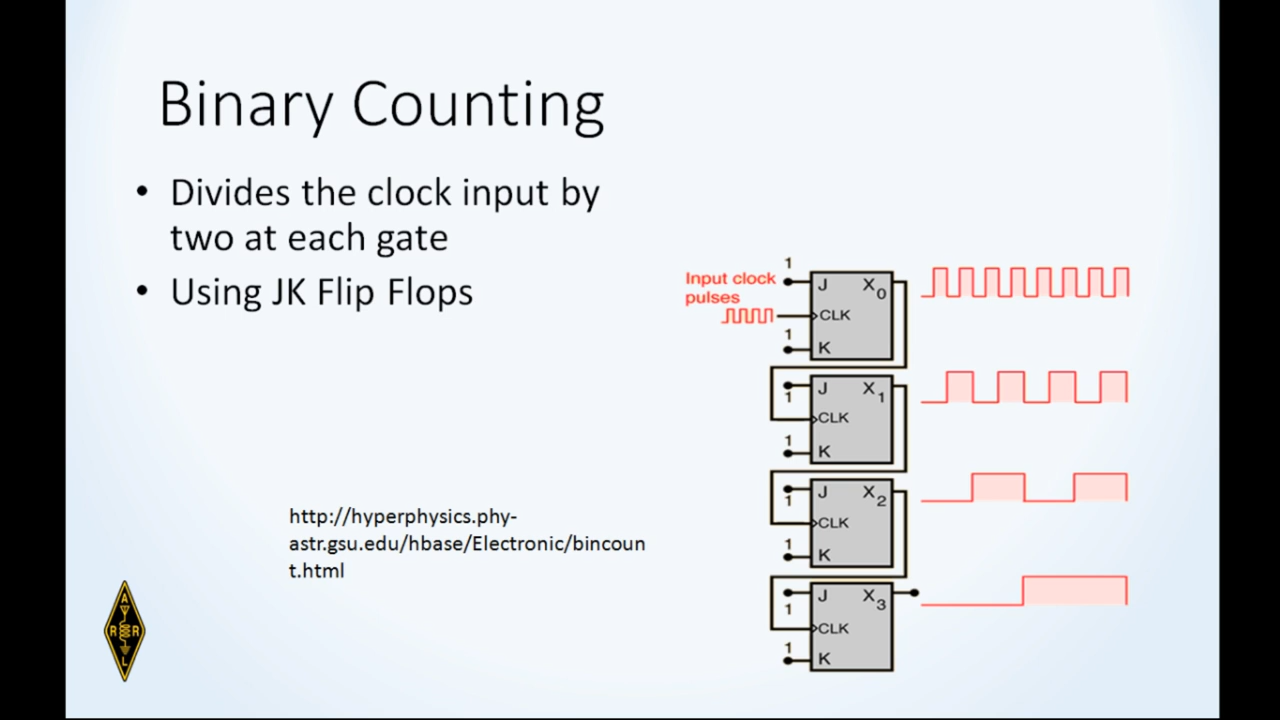 Binary Counting
• Divides the clock input by
two at each gate
• Using JK Flip Flops
http://hyperphysics.phy-
astr.gsu.edu/hbase/Electronic/bincoun
t.html
A
R R
L
Input clock
pulses
1
J X0
CLK
1
K
J X1
1
CLK
1
K
J X2
1
CLK
1
K
J X3
1
CLK
1
K